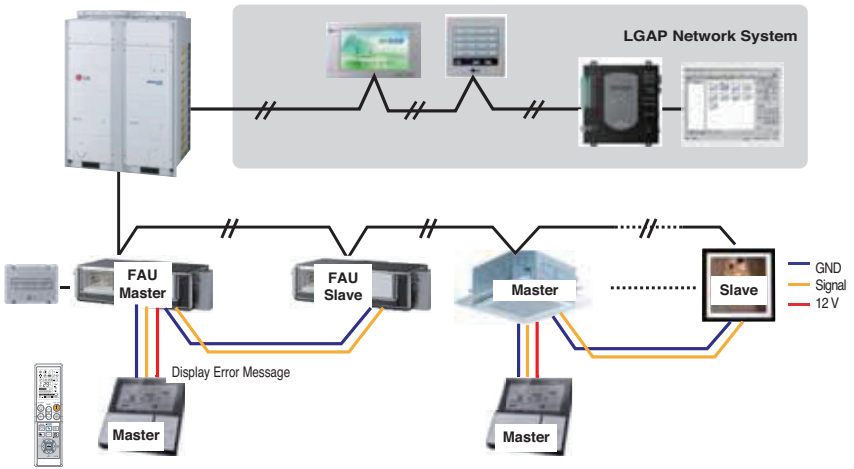 LGAP Network System
FAU
Master
FAU
Slave
Master
Slave
GND
Signal
12 V
Display Error Message
Master
Master